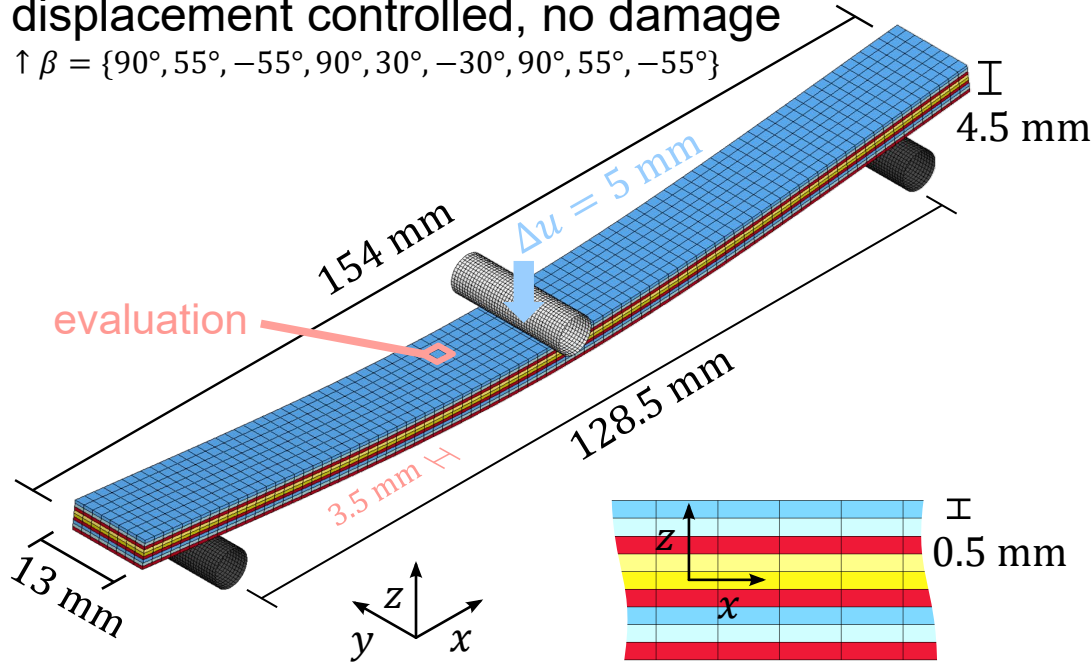 displacement controlled, no damage
↑ β = {90°, 55°, −55°, 90°, 30°, −30°, 90°, 55°, −55°}
4.5 mm
Δu = 5 mm
154 mm
evaluation
128.5 mm
3.5 mm
13 mm
z
y
x
z
x
0.5 mm